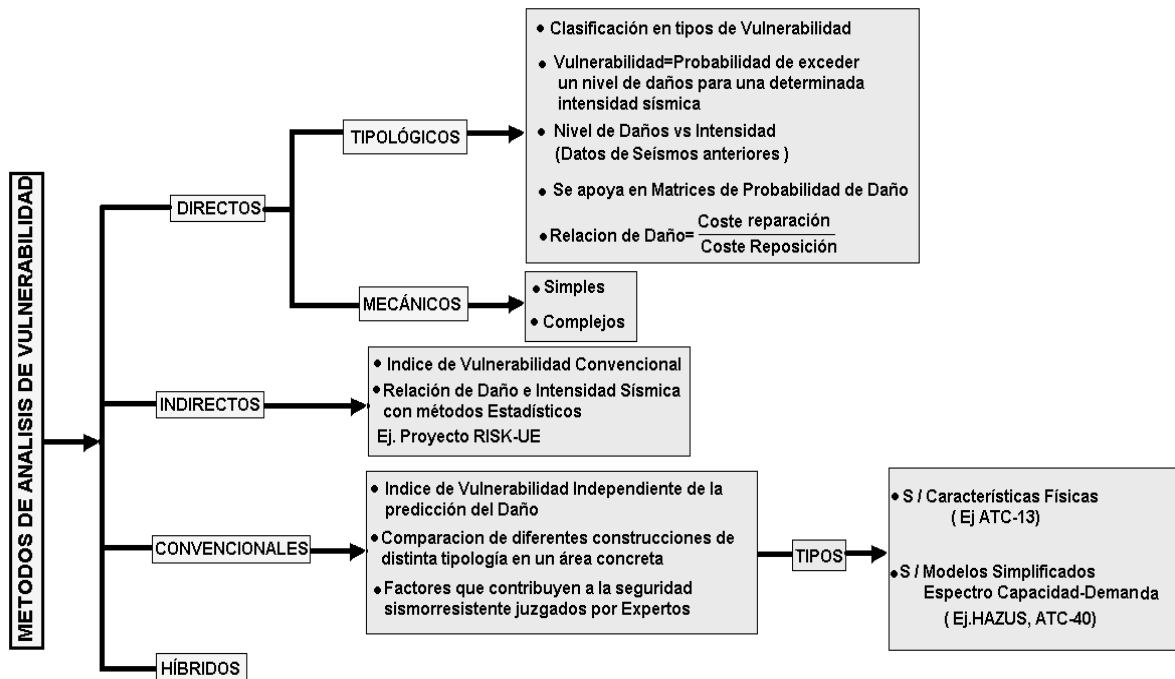 METODOS DE ANALISIS DE VULNERABILIDAD
DIRECTOS
TIPOLÓGICOS
• Clasificación en tipos de Vulnerabilidad
• Vulnerabilidad=Probabilidad de exceder
un nivel de daños para una determinada
intensidad sísmica
• Nivel de Daños vs Intensidad
(Datos de Seísmos anteriores )
• Se apoya en Matrices de Probabilidad de Daño
• Relacion de Daño= Coste reparación
Coste Reposición
MECÁNICOS
• Simples
• Complejos
INDIRECTOS
• Indice de Vulnerabilidad Convencional
• Relación de Daño e Intensidad Sísmica
con métodos Estadísticos
Ej. Proyecto RISK-UE
CONVENCIONALES
• Indice de Vulnerabilidad Independiente de la
predicción del Daño
• Comparacion de diferentes construcciones de
distinta tipología en un área concreta
• Factores que contribuyen a la seguridad
sismorresistente juzgados por Expertos
TIPOS
• S / Característícas Físicas
( Ej ATC-13)
• S / Modelos Simplificados
Espectro Capacidad-Demanda
( Ej.HAZUS, ATC-40)
HÍBRIDOS